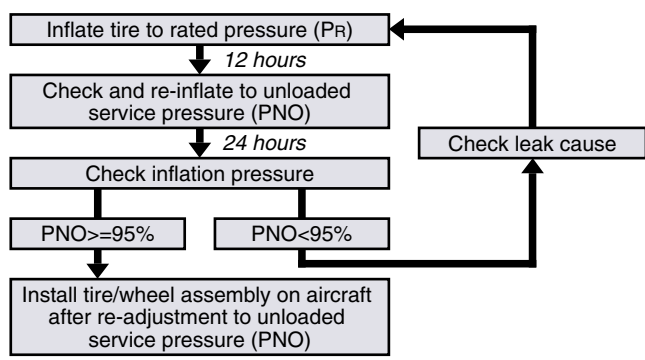 Inflate tire to rated pressure (PR)
12 hours
Check and re-inflate to unloaded
service pressure (PNO)
24 hours
Check leak cause
Check inflation pressure
PNO>=95%
PNO<95%
Install tire/wheel assembly on aircraft
after re-adjustment to unloaded
service pressure (PNO)